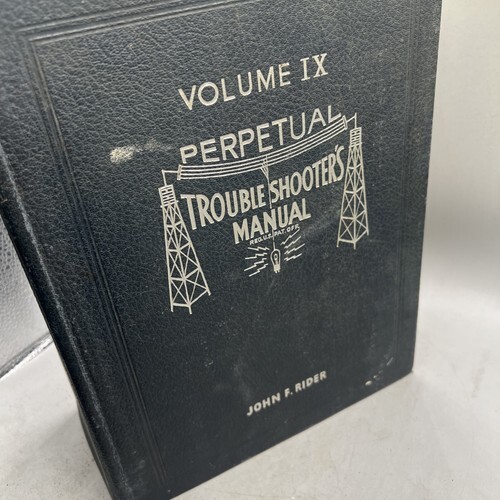 VOLUME IX
PERPETUAL
TROUBLE SHOOTER'S
MANUAL
REG.U.S.PAT.OFF.
JOHN F. RIDER